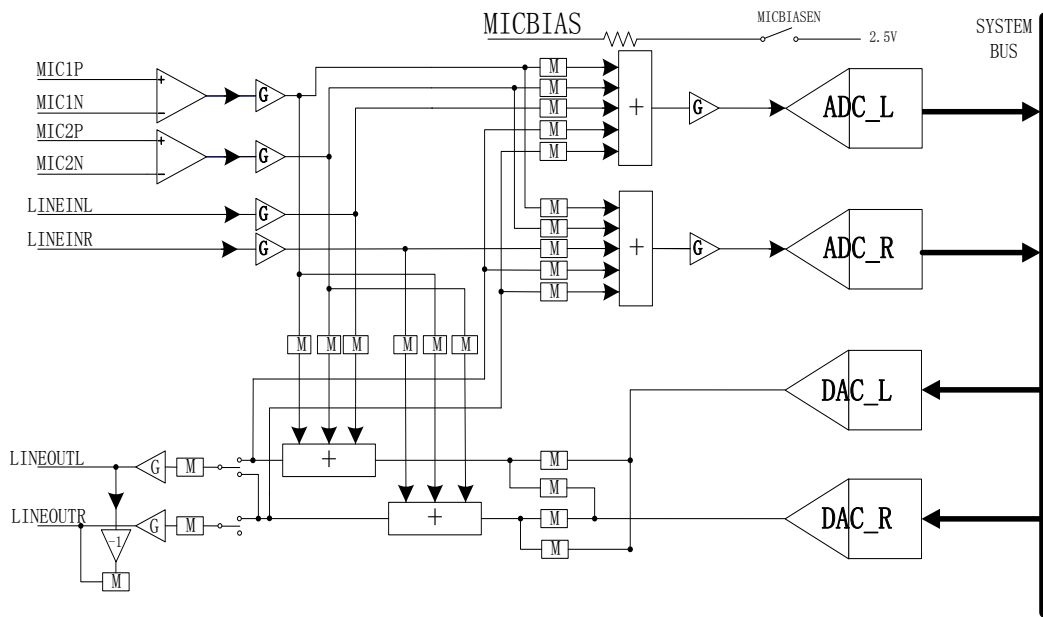 MICBIAS
MICBIASEN
2.5V
SYSTEM
BUS
MIC1P
MIC1N
MIC2P
MIC2N
LINEINL
LINEINR
+
-
+
-
G
G
G
G
M
M
M
M
M
+
G
ADC_L
M
M
M
M
M
+
G
ADC_R
M
M
M
M
M
M
DAC_L
LINEOUTL
G
M
+
M
M
LINEOUTR
G
M
+
M
M
DAC_R
-1
M